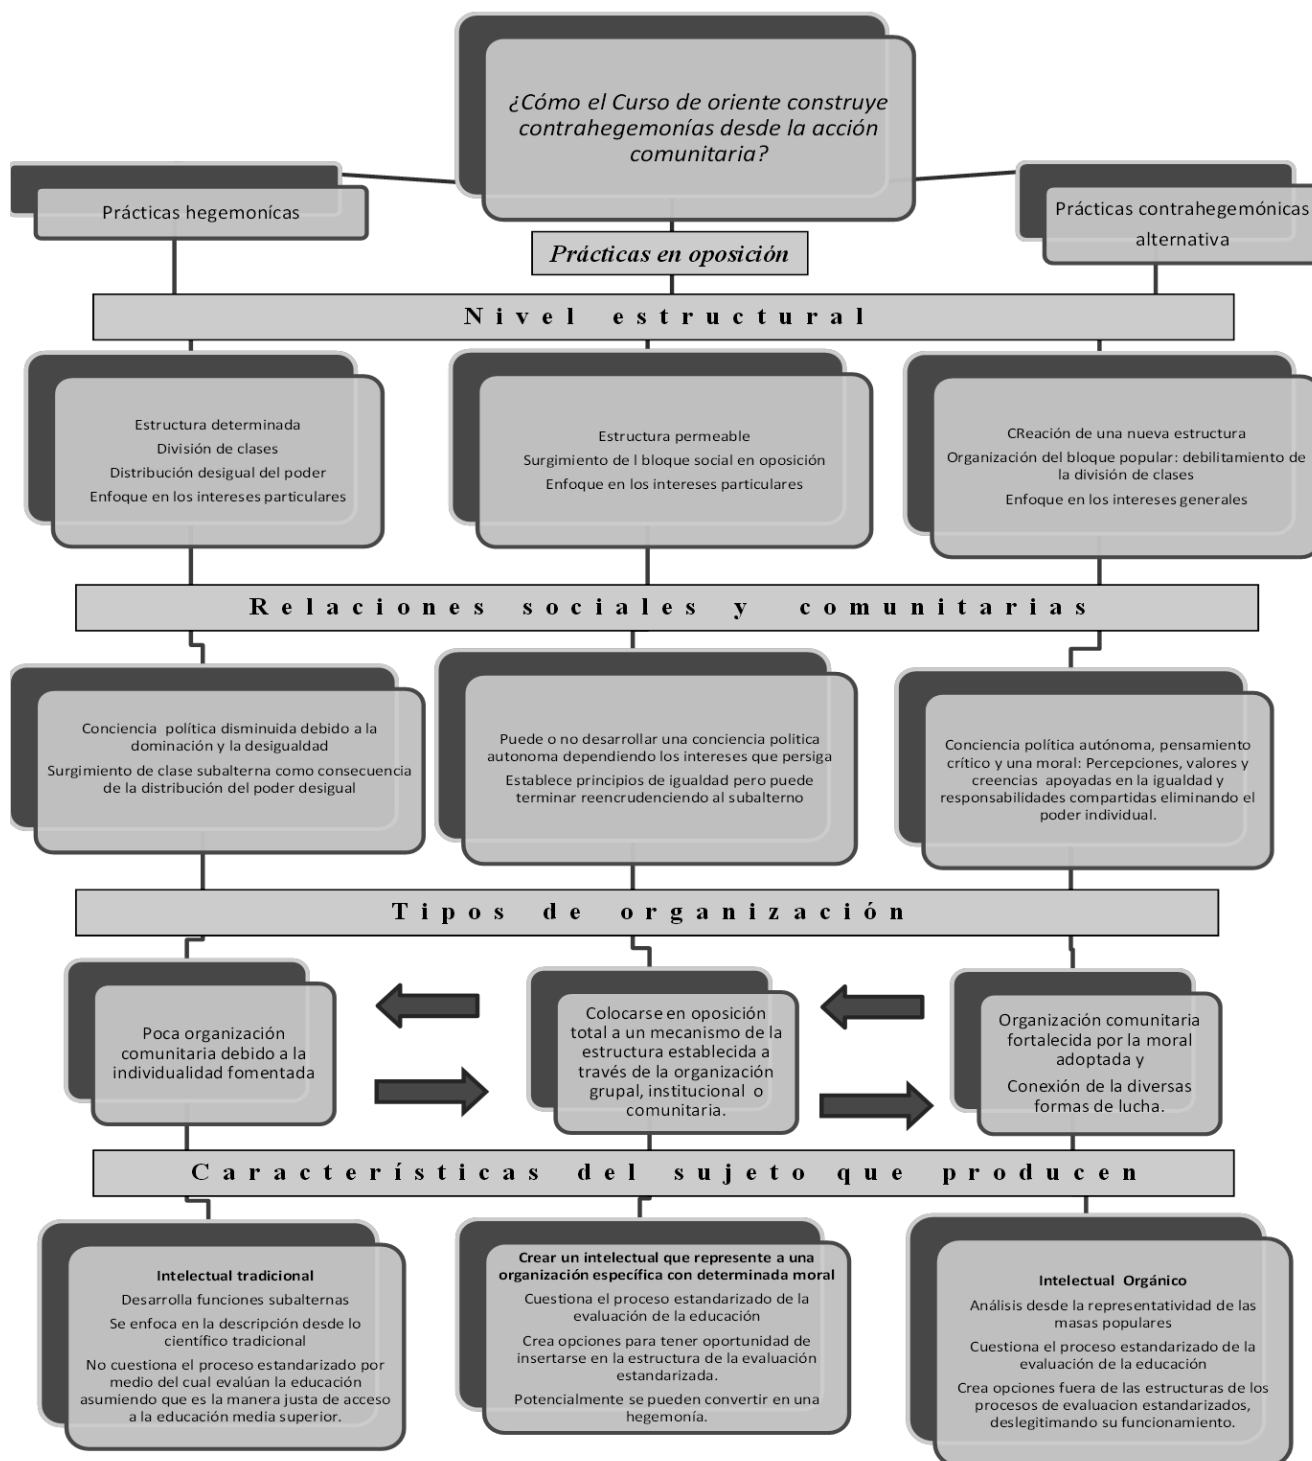 ¿Cómo el Curso de oriente construye
contrahegemonías desde la acción
comunitaria?
Prácticas hegemonícas
Prácticas en oposición
Prácticas contrahegemónicas
alternativa
Nivel estructural
Estructura determinada
División de clases
Distribución desigual del poder
Enfoque en los intereses particulares
Estructura permeable
Surgimiento de l bloque social en oposición
Enfoque en los intereses particulares
CReación de una nueva estructura
Organización del bloque popular: debilitamiento de
la división de clases
Enfoque en los intereses generales
Relaciones sociales y comunitarias
Conciencia política disminuida debido a la
dominación y la desigualdad
Surgimiento de clase subalterna como consecuencia
de la distribución del poder desigual
Puede o no desarrollar una conciencia politica
autonoma dependiendo los intereses que persiga
Establece principios de igualdad pero puede
terminar reencrudenciendo al subalterno
Conciencia política autónoma, pensamiento
crítico y una moral: Percepciones, valores y
creencias apoyadas en la igualdad y
responsabilidades compartidas eliminando el
poder individual.
Tipos de organización
Poca organización
comunitaria debido a la
individualidad fomentada
Colocarse en oposición
total a un mecanismo de la
estructura establecida a
través de la organización
grupal, institucional o
comunitaria.
Organización comunitaria
fortalecida por la moral
adoptada y
Conexión de la diversas
formas de lucha.
Características del sujeto que producen
Intelectual tradicional
Desarrolla funciones subalternas
Se enfoca en la descripción desde lo
científico tradicional
No cuestiona el proceso estandarizado por
medio del cual evalúan la educación
asumiendo que es la manera justa de acceso
a la educación media superior.
Crear un intelectual que represente a una
organización específica con determinada moral
Cuestiona el proceso estandarizado de la
evaluación de la educación
Crea opciones para tener oportunidad de
insertarse en la estructura de la evaluación
estandarizada.
Potencialmente se pueden convertir en una
hegemonía.
Intelectual Orgánico
Análisis desde la representatividad de las
masas populares
Cuestiona el proceso estandarizado de la
evaluación de la educación
Crea opciones fuera de las estructuras de los
procesos de evaluacion estandarizados,
deslegitimando su funcionamiento.